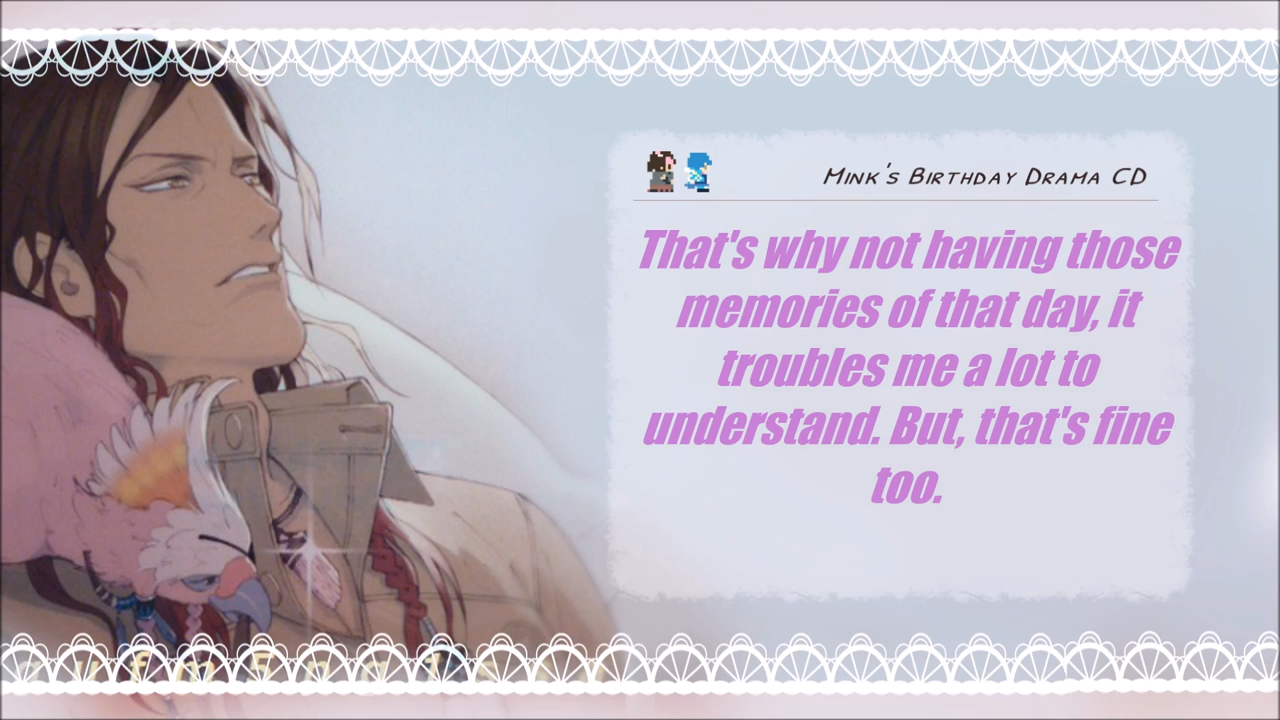 Mink's Birthday Drama CD
That's why not having those
memories of that day, it
troubles me a lot to
understand. But, that's fine
too.